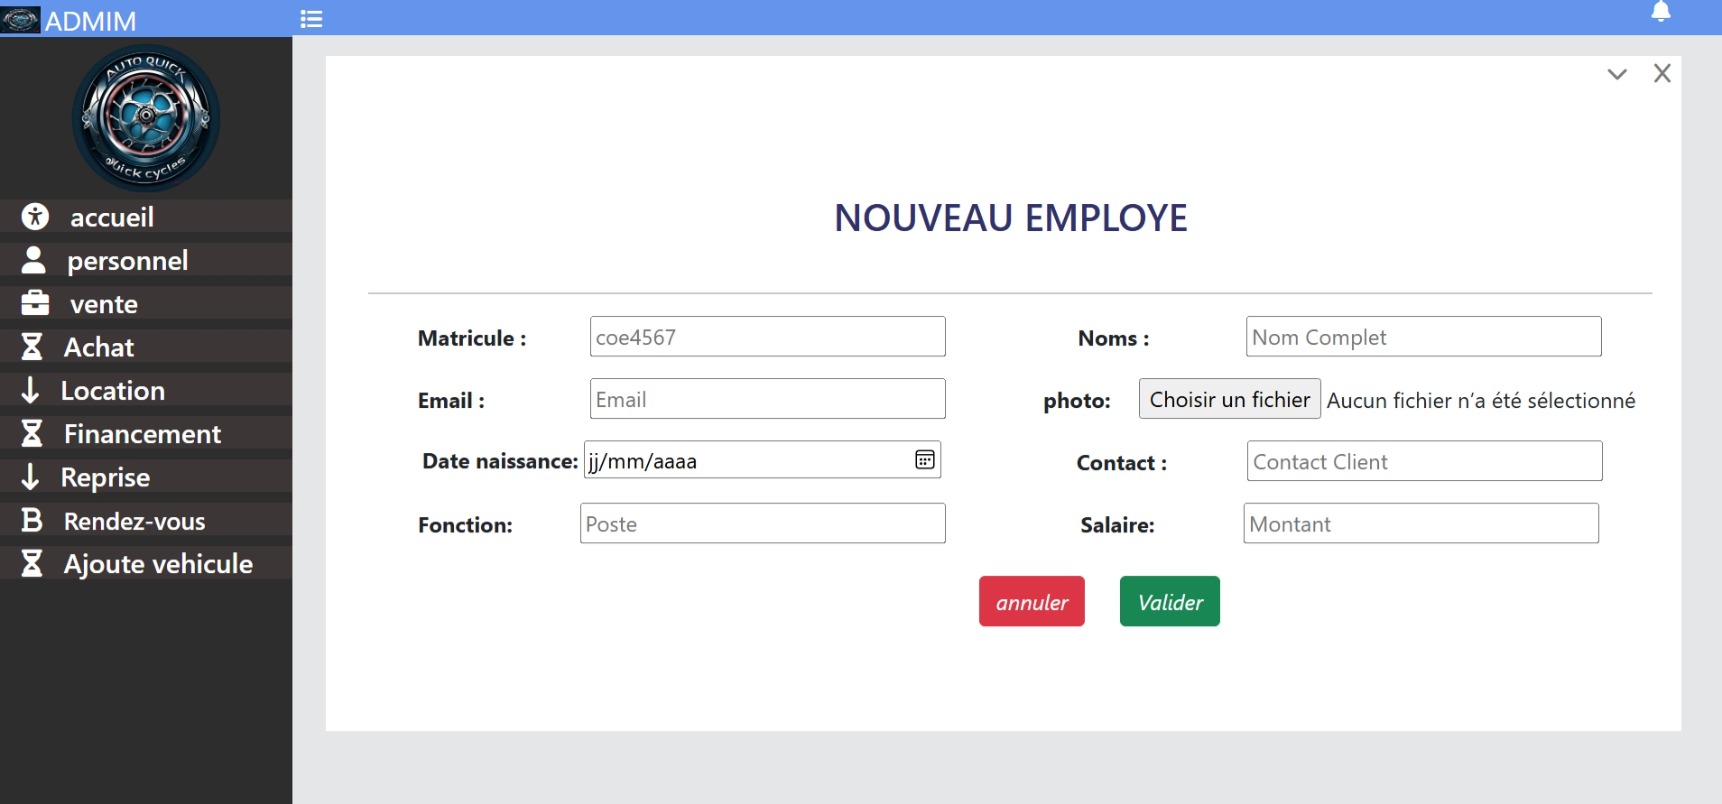 ADMIM
AUTO QUICK
Quick cycles
accueil
personnel
vente
Achat
Location
Financement
Reprise
Rendez-vous
Ajoute vehicule
NOUVEAU EMPLOYE
Matricule : coe4567 Noms : Nom Complet
Email : Email photo: Choisir un fichier Aucun fichier n’a été sélectionné
Date naissance: jj/mm/aaaa Contact : Contact Client
Fonction: Poste Salaire: Montant
annuler Valider